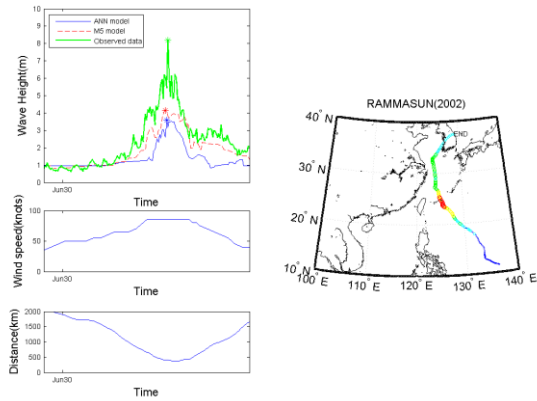 ANN model
M5 model
Observed data
Wave Height(m)
10
9
8
7
6
5
4
3
2
1
0
Jun30
Time
Wind speed(knots)
100
50
0
Jun30
Time
Distance(km)
2000
1500
1000
500
0
Jun30
Time
RAMMASUN(2002)
40°N
30°N
20°N
10°N
END
100°E
110°E
120°E
130°E
140°E